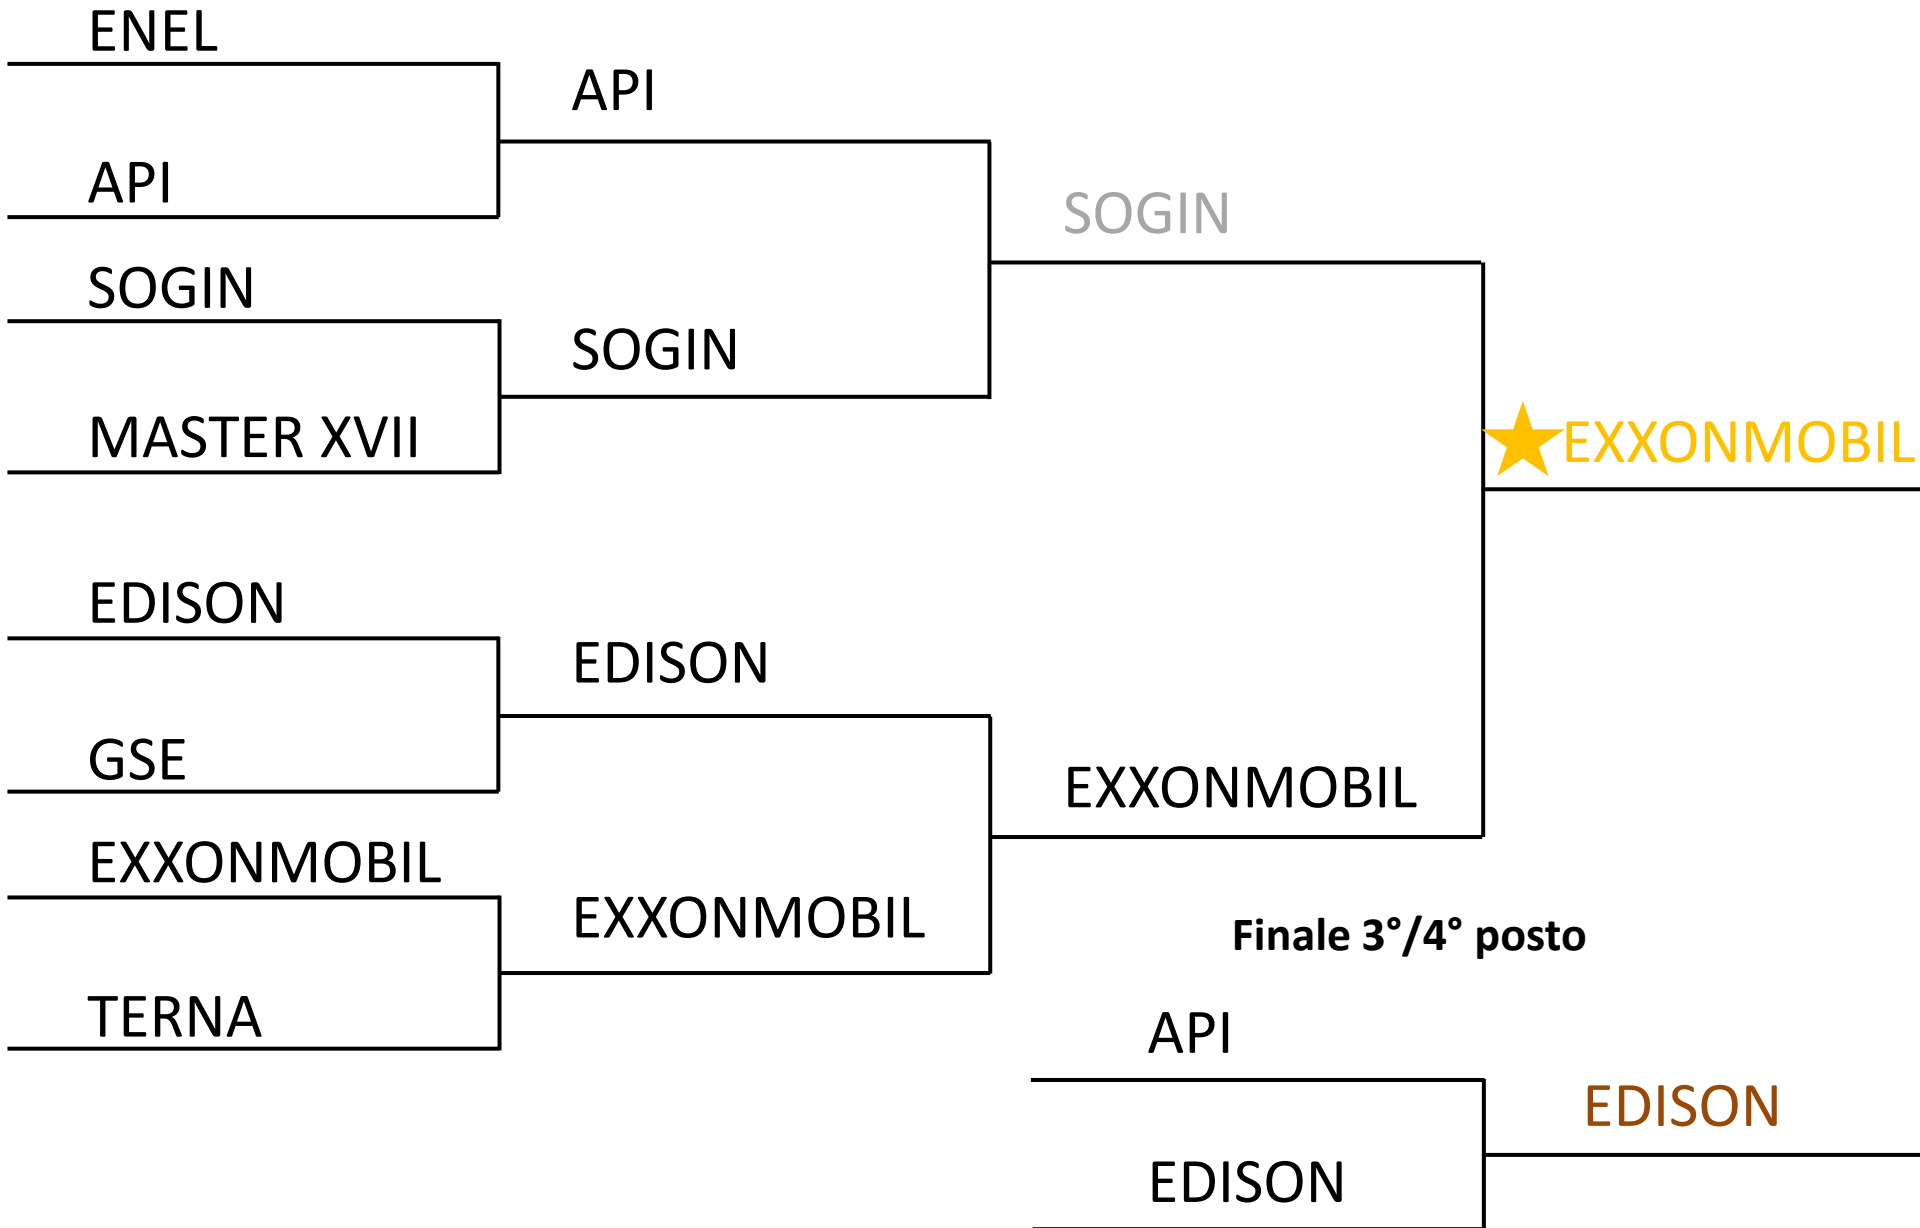 ENEL
API
SOGIN
MASTER XVII
EDISON
GSE
EXXONMOBIL
TERNA
API
SOGIN
EDISON
EXXONMOBIL
SOGIN
EXXONMOBIL
EXXONMOBIL
Finale 3°/4° posto
API
EDISON
EDISON